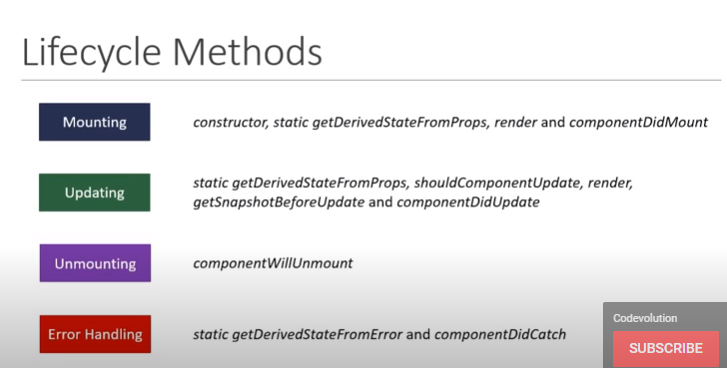 Lifecycle Methods
Mounting
constructor, static getDerivedStateFromProps, render and componentDidMount
Updating
static getDerivedStateFromProps, shouldComponentUpdate, render,
getSnapshotBeforeUpdate and componentDidUpdate
Unmounting
componentWillUnmount
Error Handling
static getDerivedStateFromError and componentDidCatch
Codevolution
SUBSCRIBE